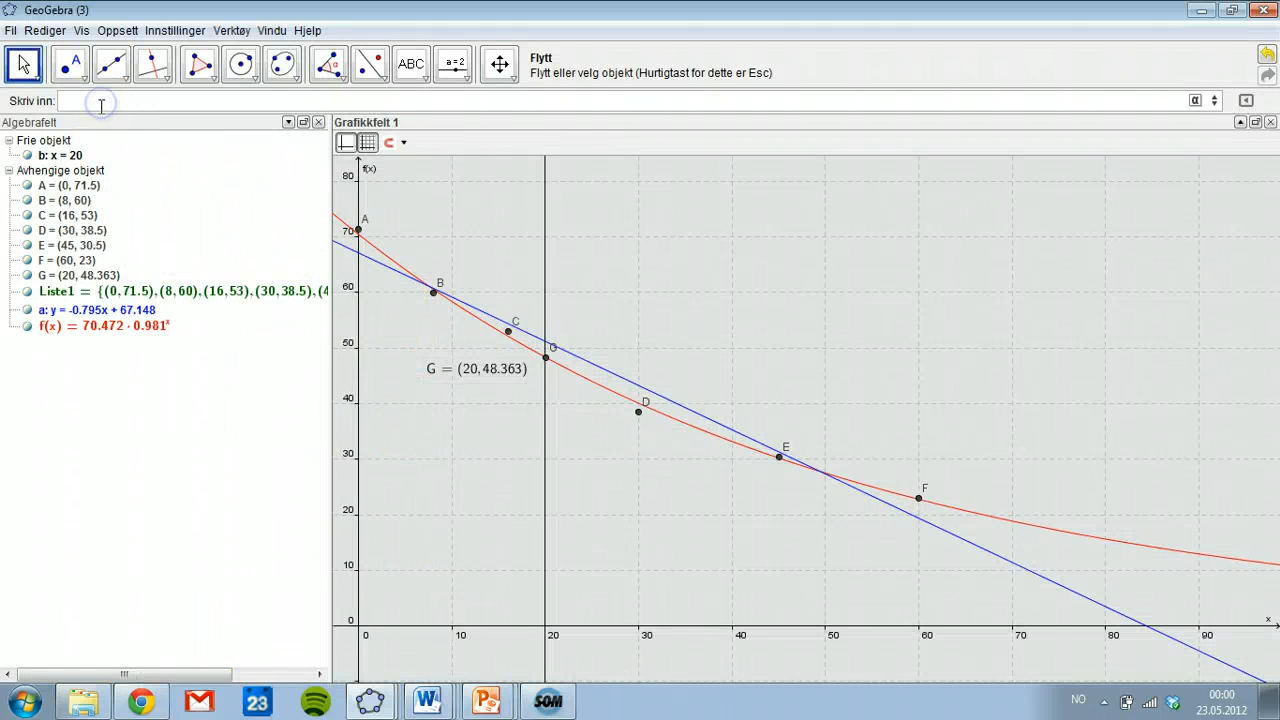 GeoGebra (3)
Fil Rediger Vis Oppsett Innstillinger Verktøy Vindu Hjelp
A
ABC
a=2
Flytt
Flytt eller velg objekt (Hurtigtast for dette er Esc)
Skriv inn:
α
Algebrafelt
Grafikkfelt 1
Frie objekt
b: x = 20
Avhengige objekt
A = (0, 71.5)
B = (8, 60)
C = (16, 53)
D = (30, 38.5)
E = (45, 30.5)
F = (60, 23)
G = (20, 48.363)
Liste1 = {(0,71.5),(8,60),(16,53),(30,38.5),(4
a: y = -0.795x + 67.148
f(x) = 70.472 · 0.981ˣ
f(x)
80
70
60
50
40
30
20
10
0
A
B
C
G
G = (20,48.363)
D
E
F
x
0 10 20 30 40 50 60 70 80 90
23
W
P
SOM
NO
00:00
23.05.2012